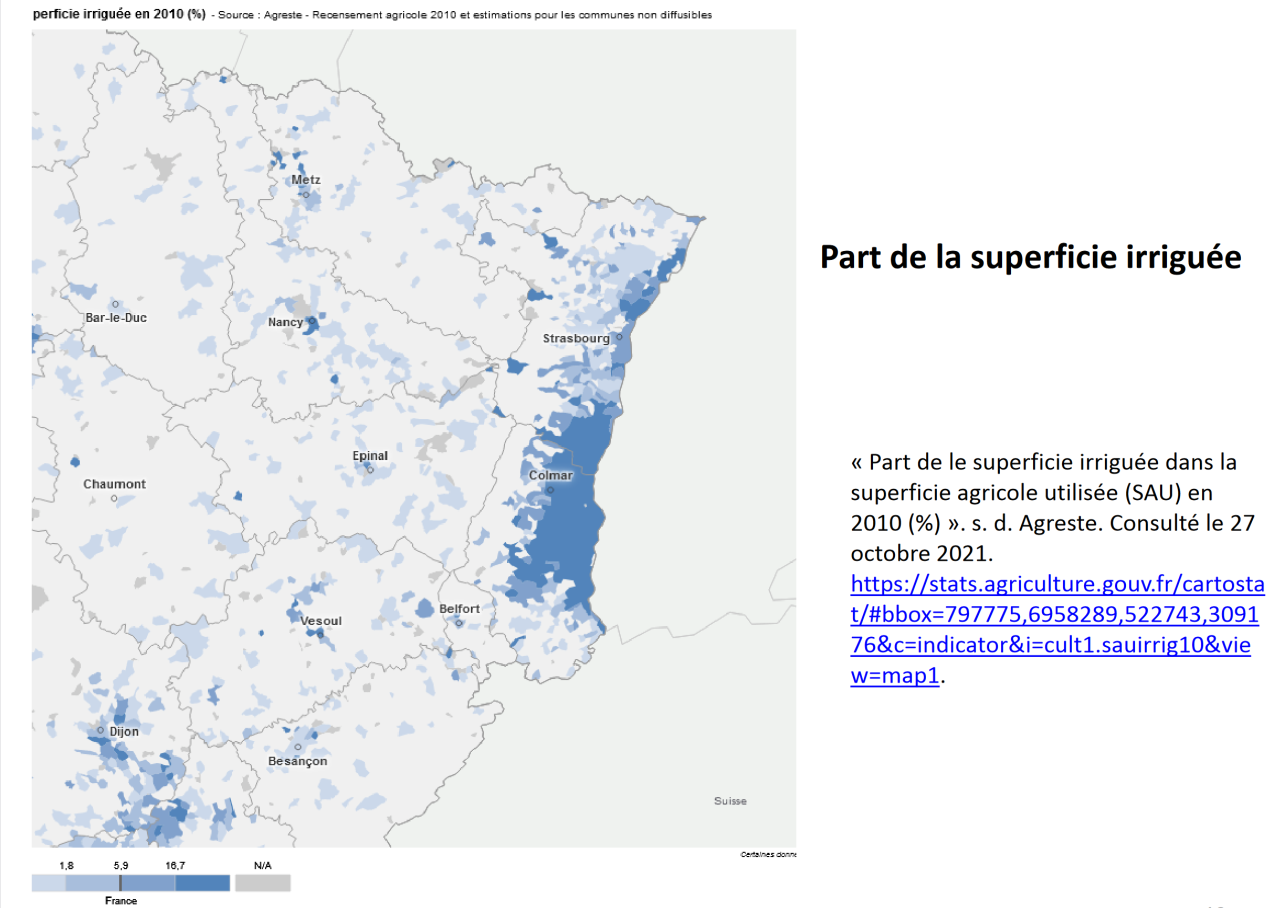 perficie irriguée en 2010 (%) - Source : Agreste - Recensement agricole 2010 et estimations pour les communes non diffusibles
Metz
Bar-le-Duc
Nancy
Strasbourg
Epinal
Colmar
Chaumont
Belfort
Vesoul
Dijon
Besançon
Suisse
Certaines donné
1,8 5,9 16,7 N/A
France
Part de la superficie irriguée
« Part de le superficie irriguée dans la
superficie agricole utilisée (SAU) en
2010 (%) ». s. d. Agreste. Consulté le 27
octobre 2021.
https://stats.agriculture.gouv.fr/cartosta
t/#bbox=797775,6958289,522743,3091
76&c=indicator&i=cult1.sauirrig10&vie
w=map1.